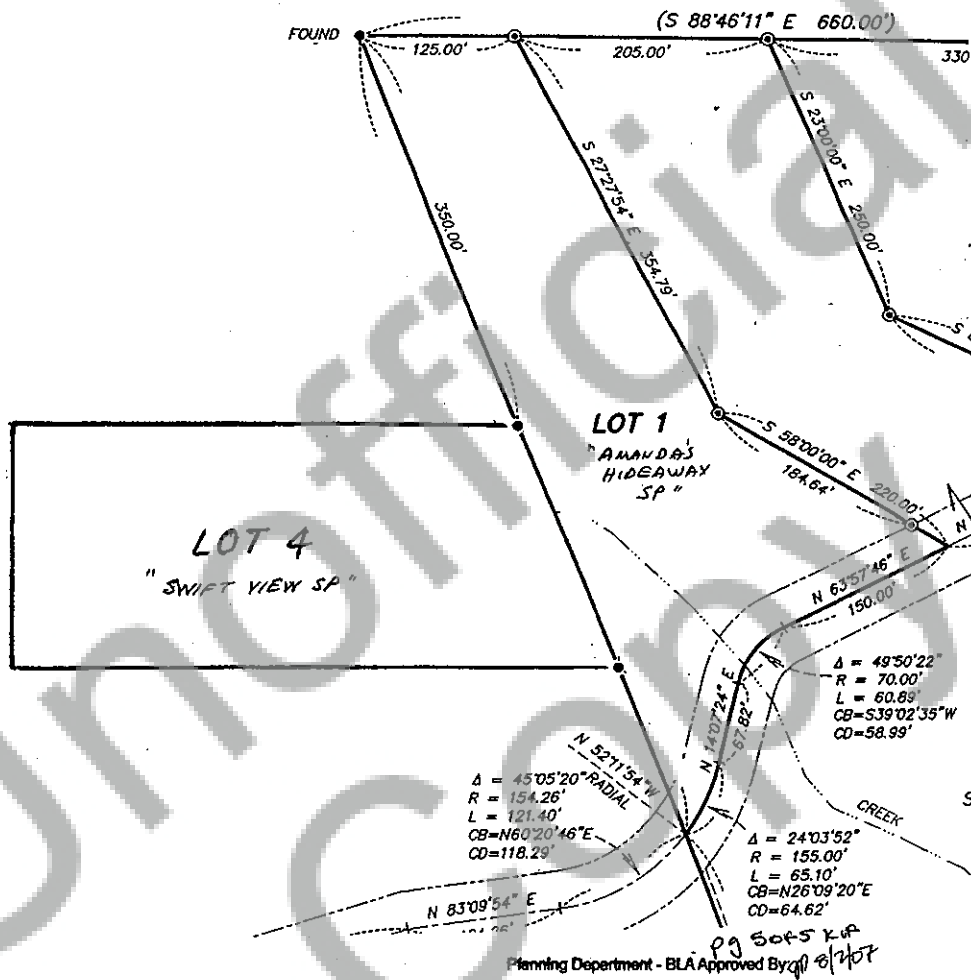 (S 88°46'11" E 660.00')
FOUND
125.00'
205.00'
330
S 23°00'00" E 250.00'
S 27°27'54" E 354.79'
350.00'
LOT 1
"AMANDA'S
HIDEAWAY
SP"
S 58°00'00" E 220.00'
184.64'
LOT 4
"SWIFT VIEW SP"
N
N 63°57'46" E
150.00'
Δ = 49°50'22"
R = 70.00'
L = 60.89'
CB=S39°02'35"W
CD=58.99'
N 14°07'24" E
67.82'
N 52°11'54"W
RADIAL
Δ = 45°05'20"
R = 154.26'
L = 121.40'
CB=N60°20'46"E
CD=118.29'
CREEK
S
Δ = 24°03'52"
R = 155.00'
L = 65.10'
CB=N26°09'20"E
CD=64.62'
N 83°09'54" E
pg 5 of 5
Planning Department - BLA Approved By: 8/2/07
Unofficial
Copy